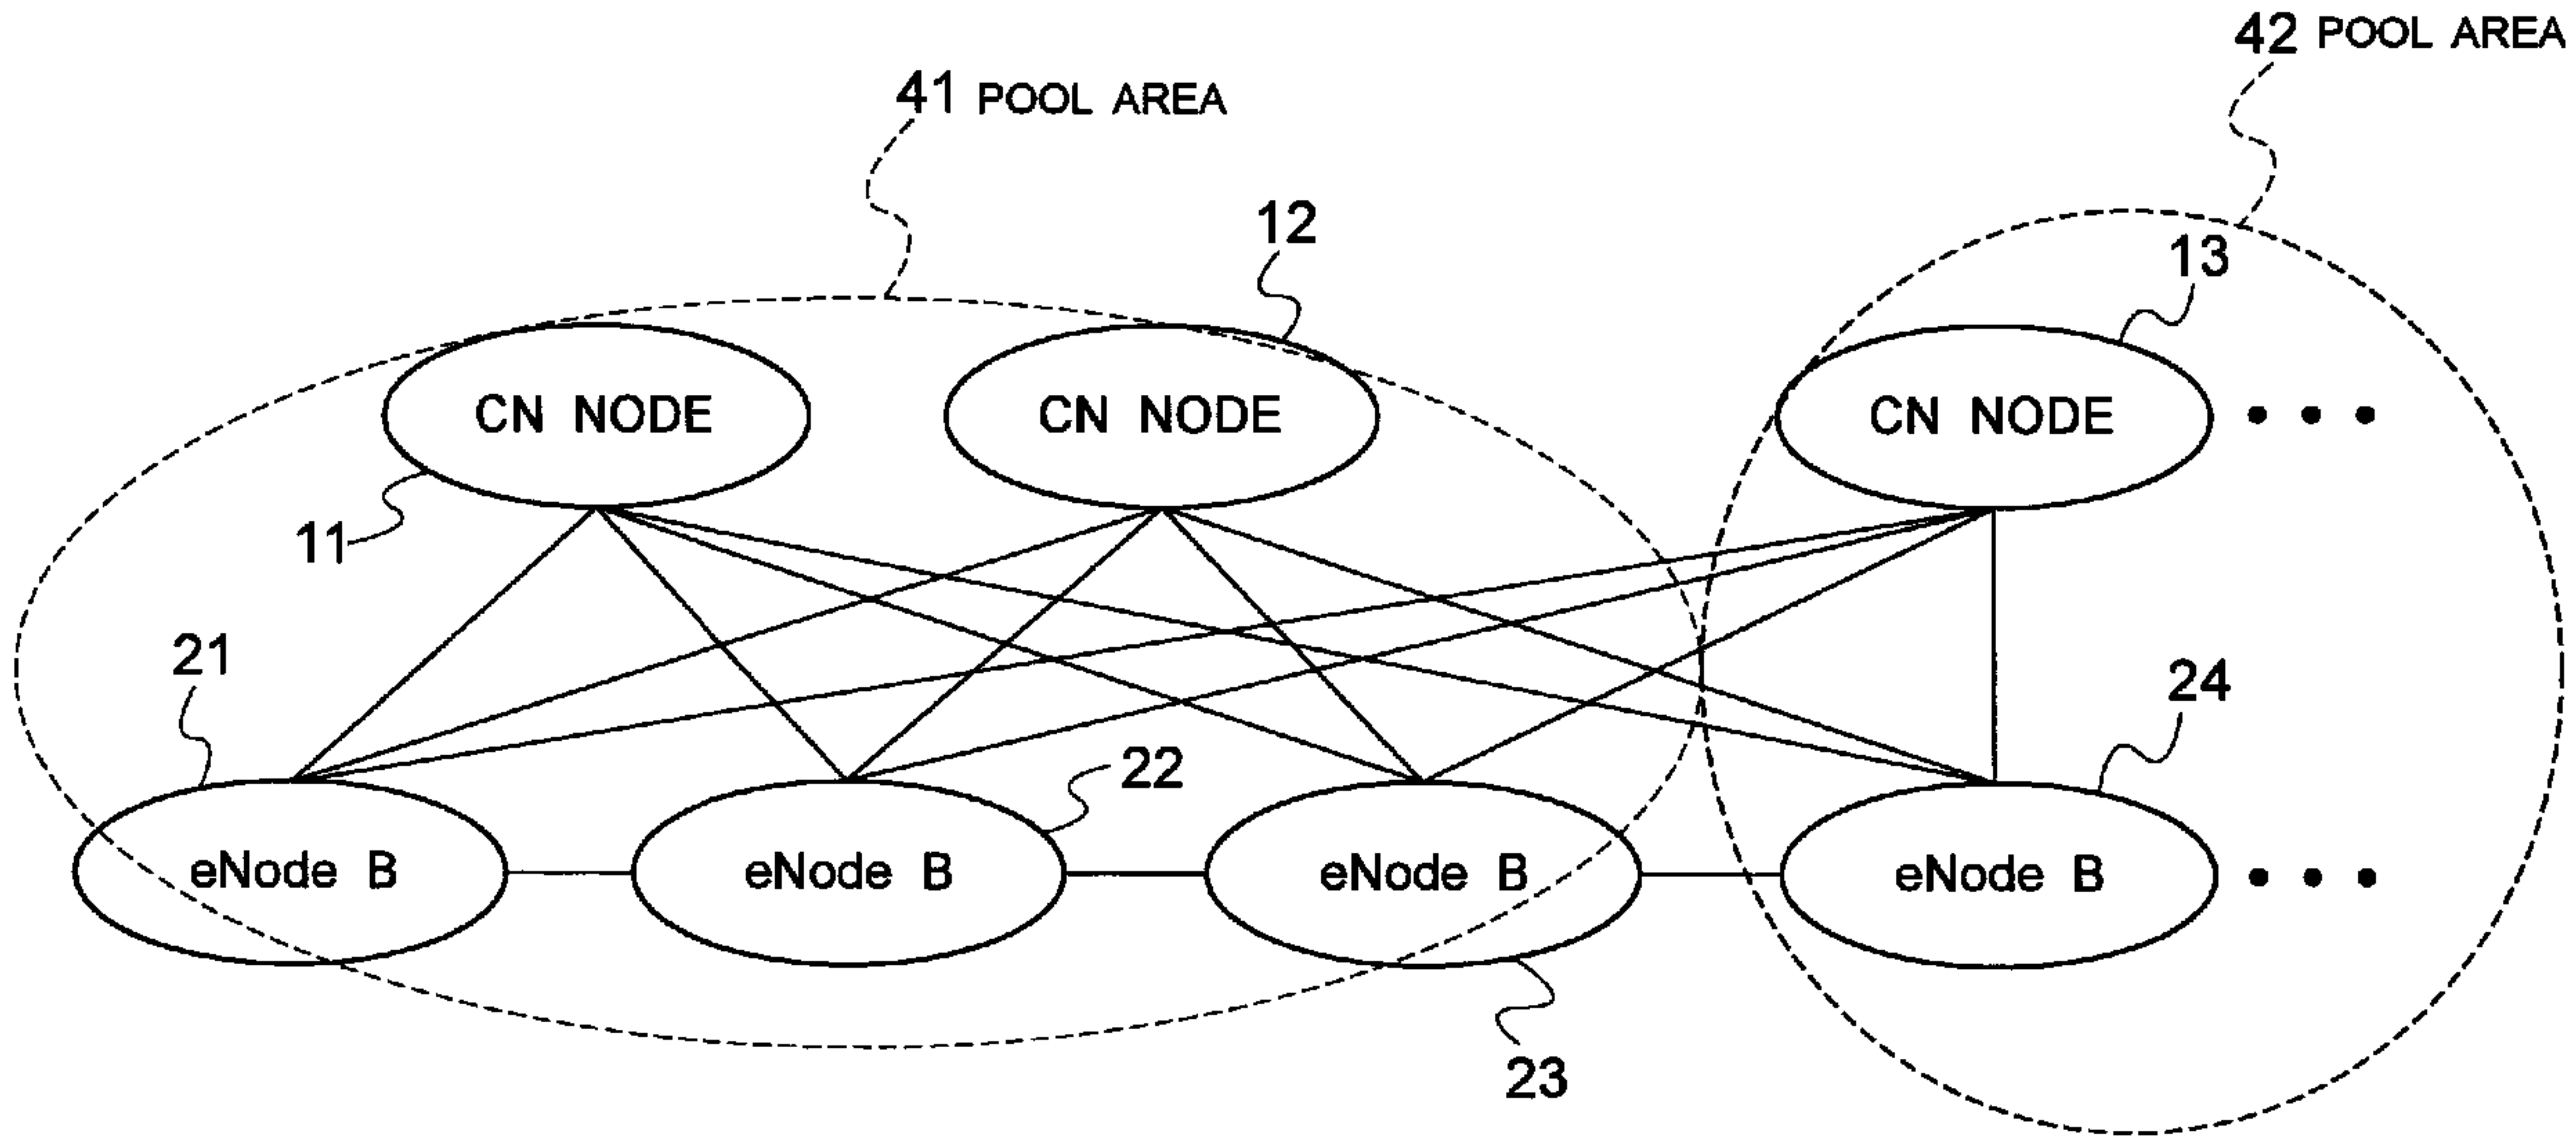 42 POOL AREA
41 POOL AREA
12
13
CN NODE
CN NODE
CN NODE
11
21
24
22
eNode B
eNode B
eNode B
eNode B
23